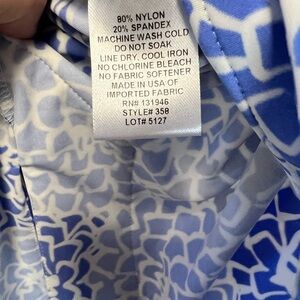 80% NYLON
20% SPANDEX
MACHINE WASH COLD
DO NOT SOAK
LINE DRY, COOL IRON
NO CHLORINE BLEACH
NO FABRIC SOFTENER
MADE IN USA OF
IMPORTED FABRIC
RN# 131946
STYLE# 358
LOT# 5127